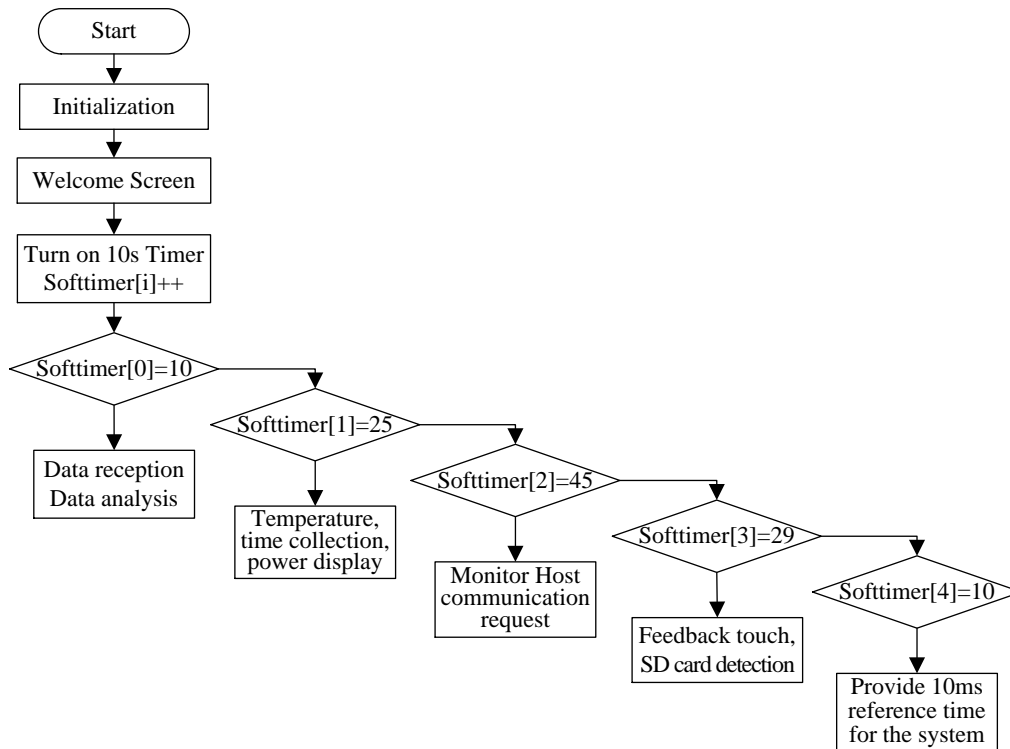 Start
Initialization
Welcome Screen
Turn on 10s Timer
Softtimer[i]++
Softtimer[0]=10
Data reception
Data analysis
Softtimer[1]=25
Temperature,
time collection,
power display
Softtimer[2]=45
Monitor Host
communication
request
Softtimer[3]=29
Feedback touch,
SD card detection
Softtimer[4]=10
Provide 10ms
reference time
for the system